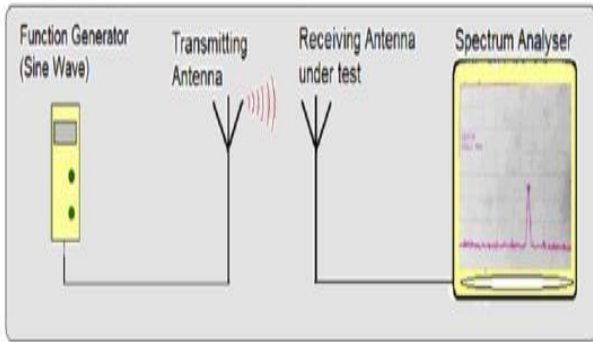 Function Generator
(Sine Wave)
Transmitting
Antenna
Receiving Antenna
under test
Spectrum Analyser